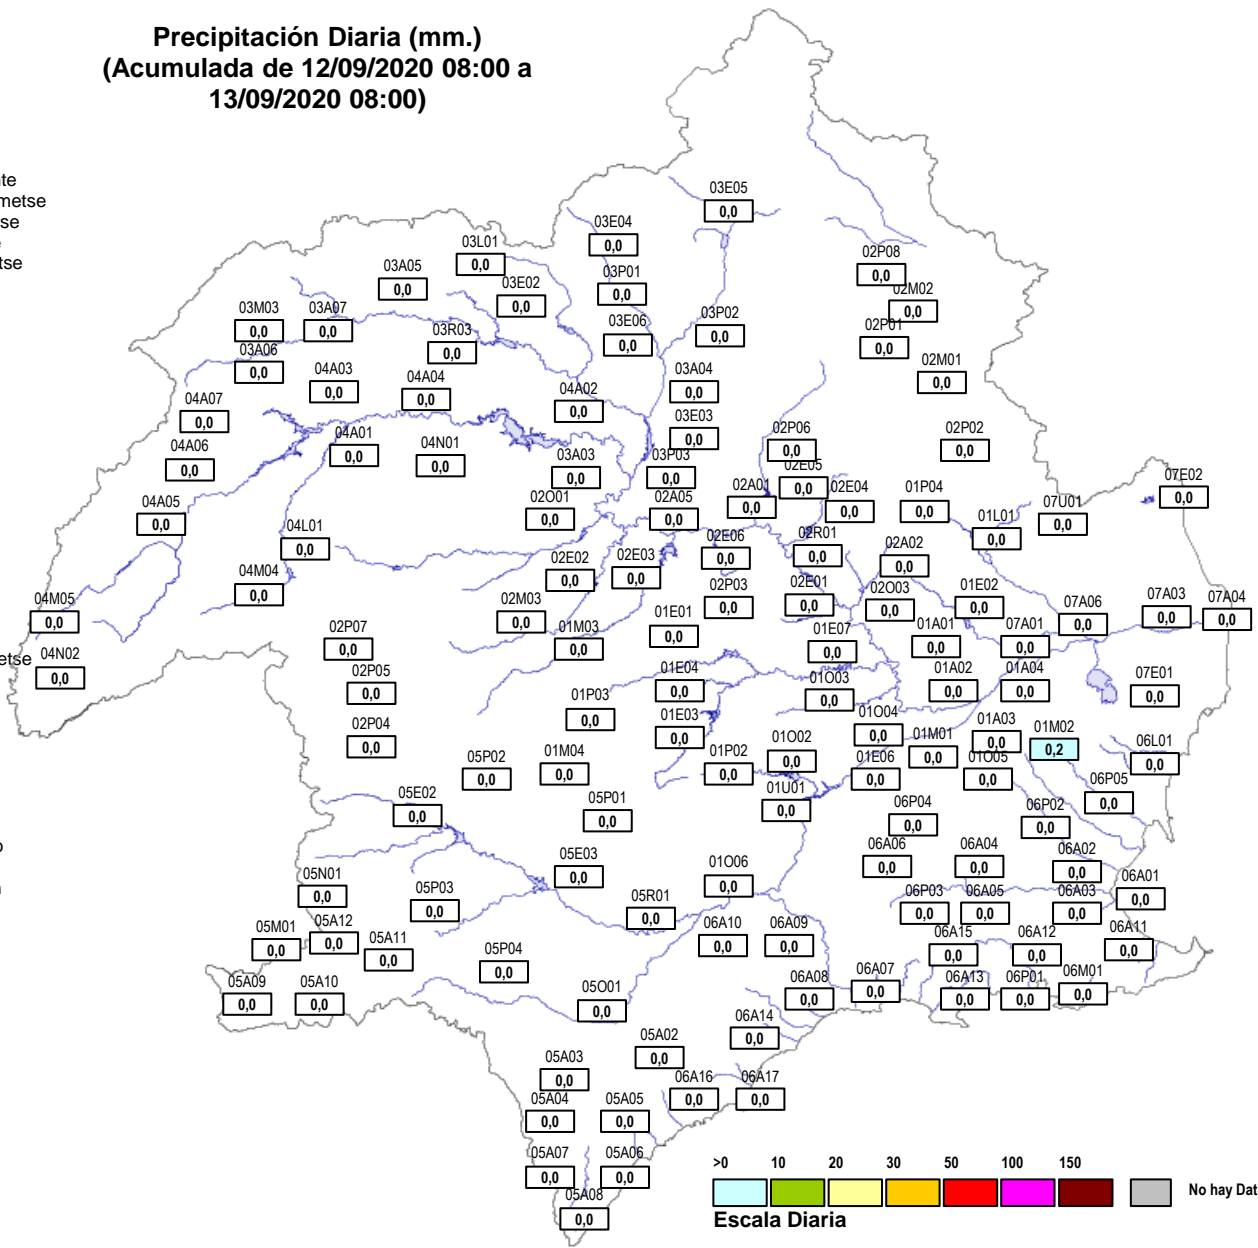 Precipitación Diaria (mm.)
(Acumulada de 12/09/2020 08:00 a
13/09/2020 08:00)
te
metse
se
tse
etse
03E05
0,0
03E04
0,0
03L01
0,0
02P08
0,0
03A05
0,0
03P01
0,0
03E02
0,0
02M02
0,0
03M03
0,0
03A07
0,0
03P02
0,0
03E06
0,0
03R03
0,0
02P01
0,0
03A06
0,0
02M01
0,0
04A03
0,0
04A04
0,0
03A04
0,0
04A02
0,0
04A07
0,0
03E03
0,0
04A01
0,0
04N01
0,0
02P06
0,0
02P02
0,0
04A06
0,0
03A03
0,0
03P03
0,0
02E05
0,0
07E02
0,0
02A01
0,0
02E04
0,0
01P04
0,0
04A05
0,0
02O01
0,0
02A05
0,0
07U01
0,0
01L01
0,0
04L01
0,0
02E06
0,0
02R01
0,0
02A02
0,0
02E02
0,0
02E03
0,0
04M04
0,0
02P03
0,0
02E01
0,0
02O03
0,0
01E02
0,0
04M05
0,0
02M03
0,0
01E01
0,0
07A06
0,0
07A03
0,0
07A04
0,0
02P07
0,0
01M03
0,0
01E07
0,0
01A01
0,0
07A01
0,0
04N02
0,0
02P05
0,0
01E04
0,0
01O03
0,0
01A02
0,0
01A04
0,0
07E01
0,0
01P03
0,0
02P04
0,0
01E03
0,0
01O04
0,0
01A03
0,0
01M02
0,2
01M01
0,0
06L01
0,0
05P02
0,0
01M04
0,0
01P02
0,0
01O02
0,0
01E06
0,0
01O05
0,0
05E02
0,0
05P01
0,0
01U01
0,0
06P04
0,0
06P02
0,0
06P05
0,0
05E03
0,0
01O06
0,0
06A06
0,0
06A04
0,0
06A02
0,0
05N01
0,0
05P03
0,0
05R01
0,0
06P03
0,0
06A05
0,0
06A03
0,0
06A01
0,0
05M01
0,0
05A12
0,0
05A11
0,0
06A10
0,0
06A09
0,0
06A15
0,0
06A12
0,0
06A11
0,0
05P04
0,0
05A09
0,0
05A10
0,0
05O01
0,0
06A08
0,0
06A07
0,0
06A13
0,0
06P01
0,0
06M01
0,0
06A14
0,0
05A02
0,0
05A03
0,0
06A16
0,0
06A17
0,0
05A04
0,0
05A05
0,0
05A07
0,0
05A06
0,0
05A08
0,0
>0 10 20 30 50 100 150
No hay Dat
Escala Diaria